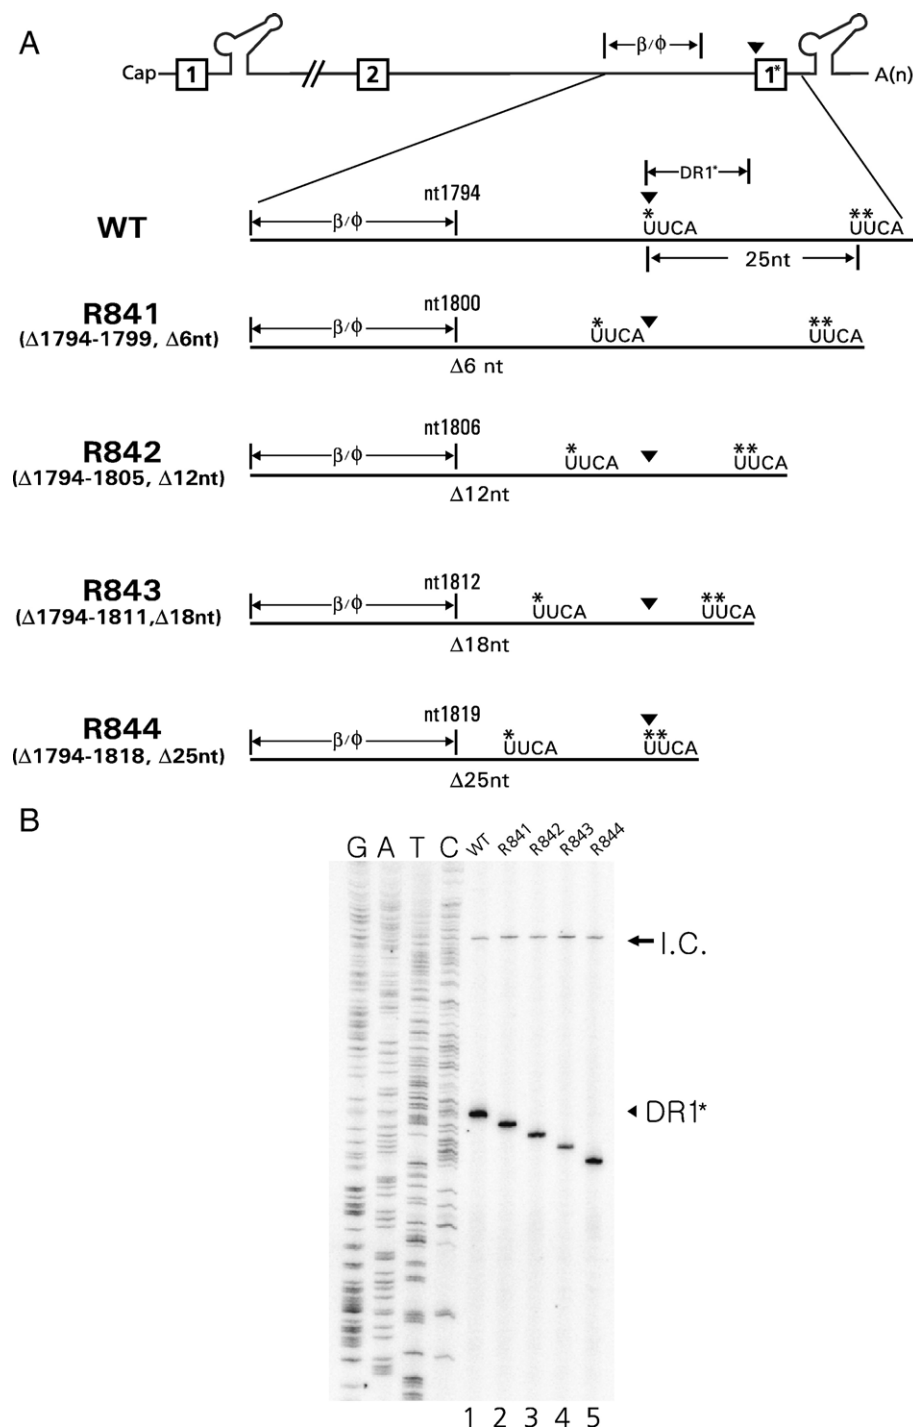 A
β/φ
Cap 1 2 1* A(n)
DR1*
nt1794
WT β/φ * **
UUCA UUCA
25nt
R841 nt1800
(Δ1794-1799, Δ6nt) β/φ * **
UUCA UUCA
Δ6 nt
R842 nt1806
(Δ1794-1805, Δ12nt) β/φ * **
UUCA UUCA
Δ12nt
R843 nt1812
(Δ1794-1811,Δ18nt) β/φ * **
UUCA UUCA
Δ18nt
R844 nt1819
(Δ1794-1818, Δ25nt) β/φ * **
UUCA UUCA
Δ25nt
B
G A T C WT R841 R842 R843 R844
I.C.
DR1*
1 2 3 4 5